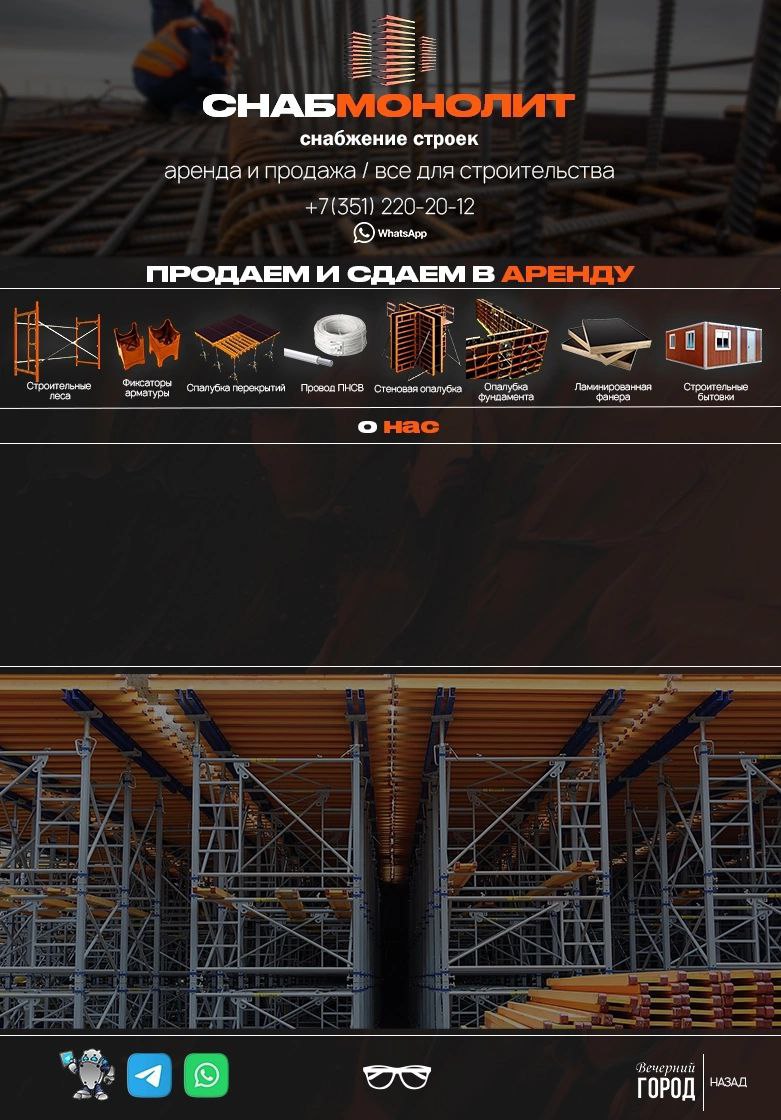 СНАБМОНОЛИТ
снабжение строек
аренда и продажа / все для строительства
+7(351) 220-20-12
WhatsApp
ПРОДАЕМ И СДАЕМ В АРЕНДУ
Строительные леса
Фиксаторы арматуры
Спалубка перекрытий
Провод ПНСВ
Стеновая опалубка
Опалубка фундамента
Ламинированная фанера
Строительные бытовки
о нас
Вечерний
ГОРОД
НАЗАД